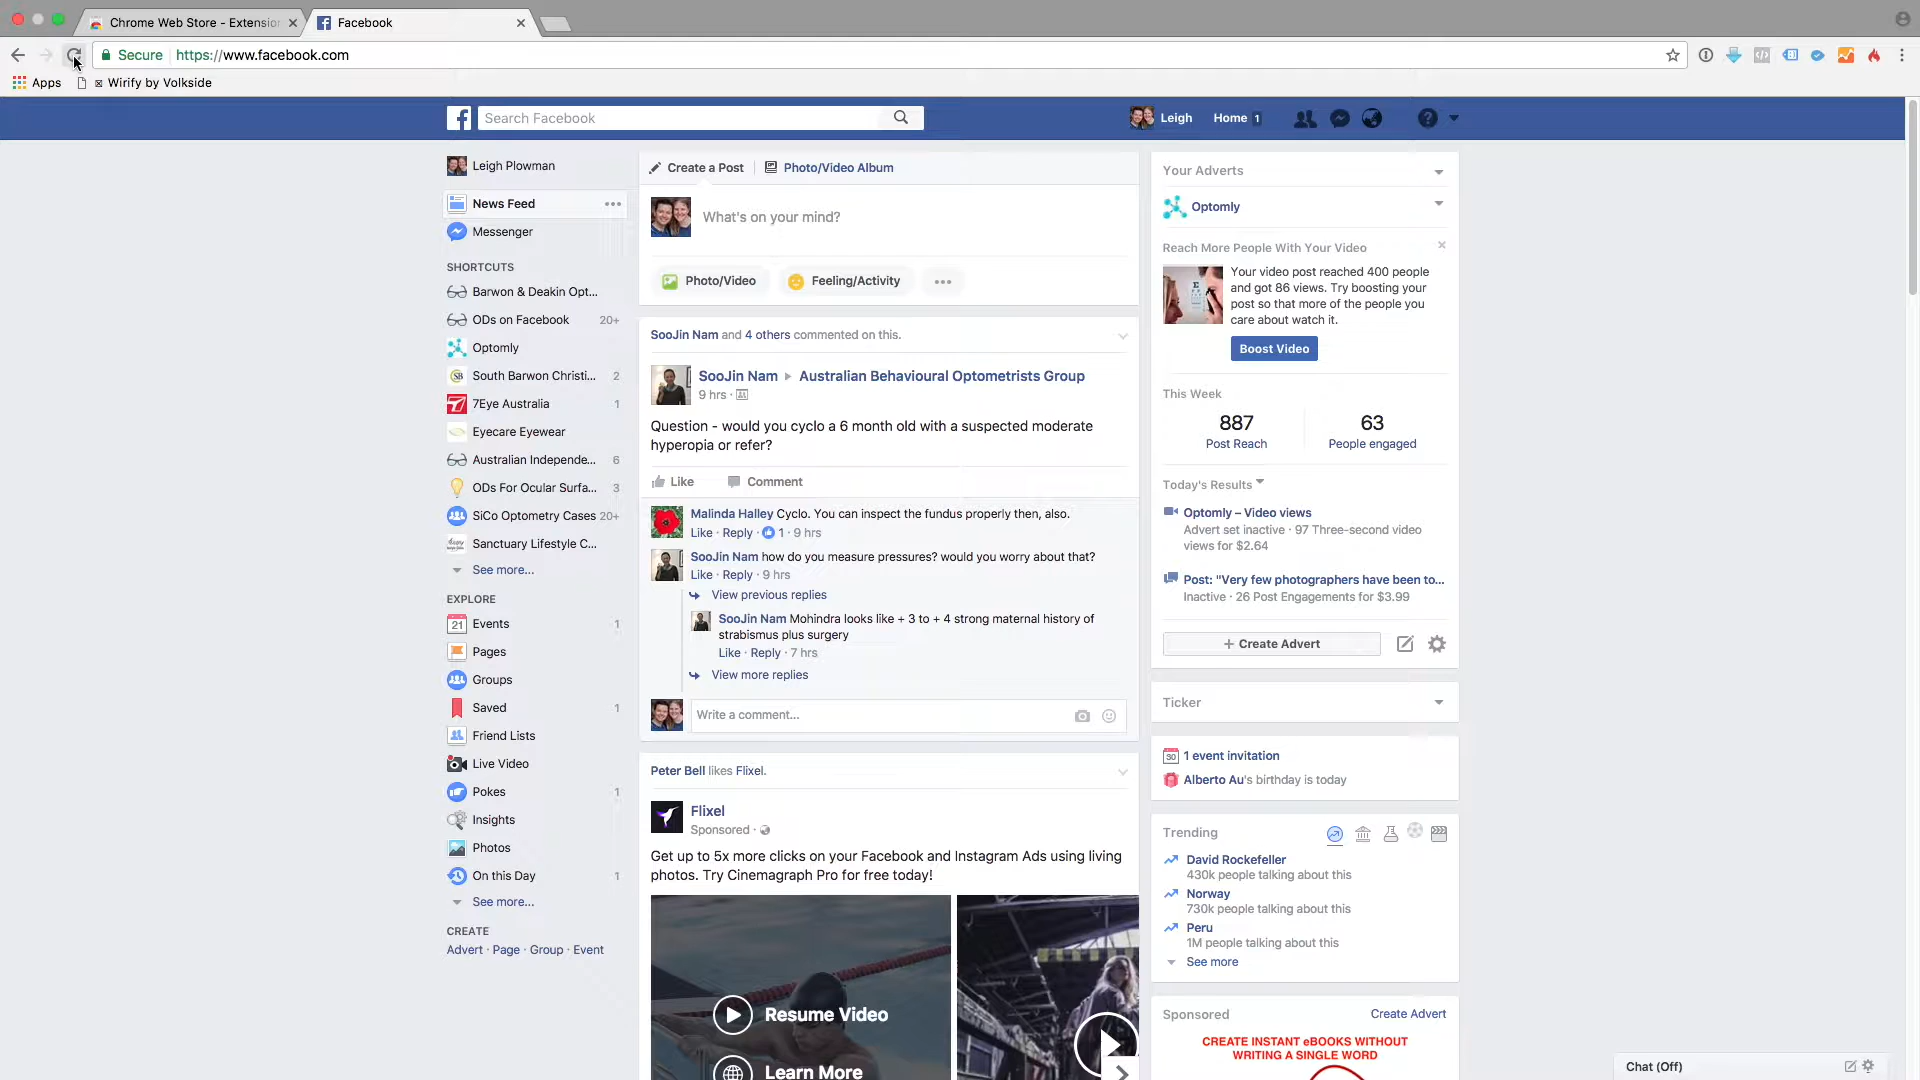 Chrome Web Store - Extension
Facebook
Secure https://www.facebook.com
Apps
Wirify by Volkside
Search Facebook
Leigh
Home 1
Leigh Plowman
News Feed
Messenger
SHORTCUTS
Barwon & Deakin Opt...
ODs on Facebook 20+
Optomly
South Barwon Christi... 2
7Eye Australia 1
Eyecare Eyewear
Australian Independe... 6
ODs For Ocular Surfa... 3
SiCo Optometry Cases 20+
Sanctuary Lifestyle C...
See more...
EXPLORE
Events 1
Pages
Groups
Saved 1
Friend Lists
Live Video
Pokes 1
Insights
Photos
On this Day 1
See more...
CREATE
Advert · Page · Group · Event
Create a Post
Photo/Video Album
What's on your mind?
Photo/Video
Feeling/Activity
SooJin Nam and 4 others commented on this.
SooJin Nam ▸ Australian Behavioural Optometrists Group
9 hrs ·
Question - would you cyclo a 6 month old with a suspected moderate
hyperopia or refer?
Like
Comment
Malinda Halley Cyclo. You can inspect the fundus properly then, also.
Like · Reply · 1 · 9 hrs
SooJin Nam how do you measure pressures? would you worry about that?
Like · Reply · 9 hrs
View previous replies
SooJin Nam Mohindra looks like + 3 to + 4 strong maternal history of
strabismus plus surgery
Like · Reply · 7 hrs
View more replies
Write a comment...
Peter Bell likes Flixel.
Flixel
Sponsored ·
Get up to 5x more clicks on your Facebook and Instagram Ads using living
photos. Try Cinemagraph Pro for free today!
Resume Video
Learn More
Your Adverts
Optomly
Reach More People With Your Video
Your video post reached 400 people
and got 86 views. Try boosting your
post so that more of the people you
care about watch it.
Boost Video
This Week
887
Post Reach
63
People engaged
Today's Results
Optomly – Video views
Advert set inactive · 97 Three-second video
views for $2.64
Post: "Very few photographers have been to...
Inactive · 26 Post Engagements for $3.99
+ Create Advert
Ticker
1 event invitation
Alberto Au's birthday is today
Trending
David Rockefeller
430k people talking about this
Norway
730k people talking about this
Peru
1M people talking about this
See more
Sponsored
Create Advert
CREATE INSTANT eBOOKS WITHOUT
WRITING A SINGLE WORD
Chat (Off)